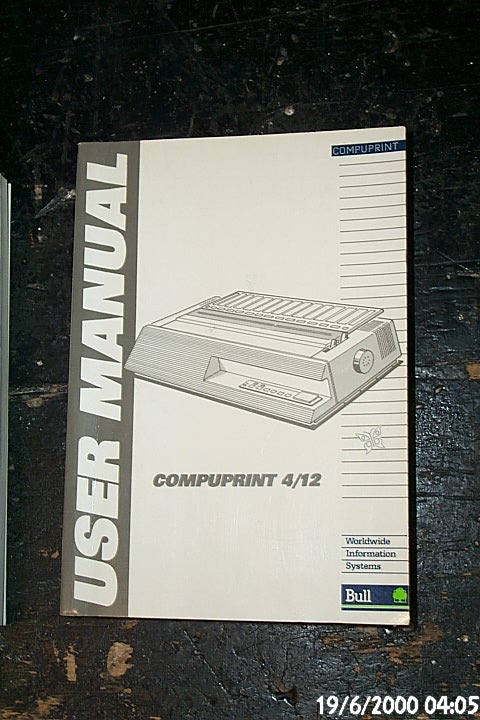 COMPUPRINT
USER MANUAL
COMPUPRINT 4/12
Worldwide
Information
Systems
Bull
19/6/2000 04:05